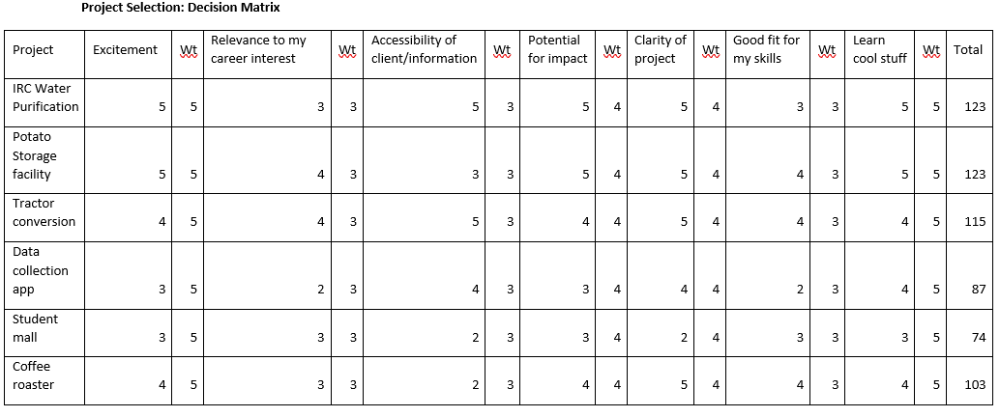 Project Selection: Decision Matrix
Project Excitement Wt Relevance to my career interest Wt Accessibility of client/information Wt Potential for impact Wt Clarity of project Wt Good fit for my skills Wt Learn cool stuff Wt Total
IRC Water Purification 5 5 3 3 5 3 5 4 5 4 3 3 5 5 123
Potato Storage facility 5 5 4 3 3 3 5 4 5 4 4 3 5 5 123
Tractor conversion 4 5 4 3 5 3 4 4 5 4 4 3 4 5 115
Data collection app 3 5 2 3 4 3 3 4 4 4 2 3 4 5 87
Student mall 3 5 3 3 2 3 3 4 2 4 3 3 3 5 74
Coffee roaster 4 5 3 3 2 3 4 4 5 4 4 3 4 5 103